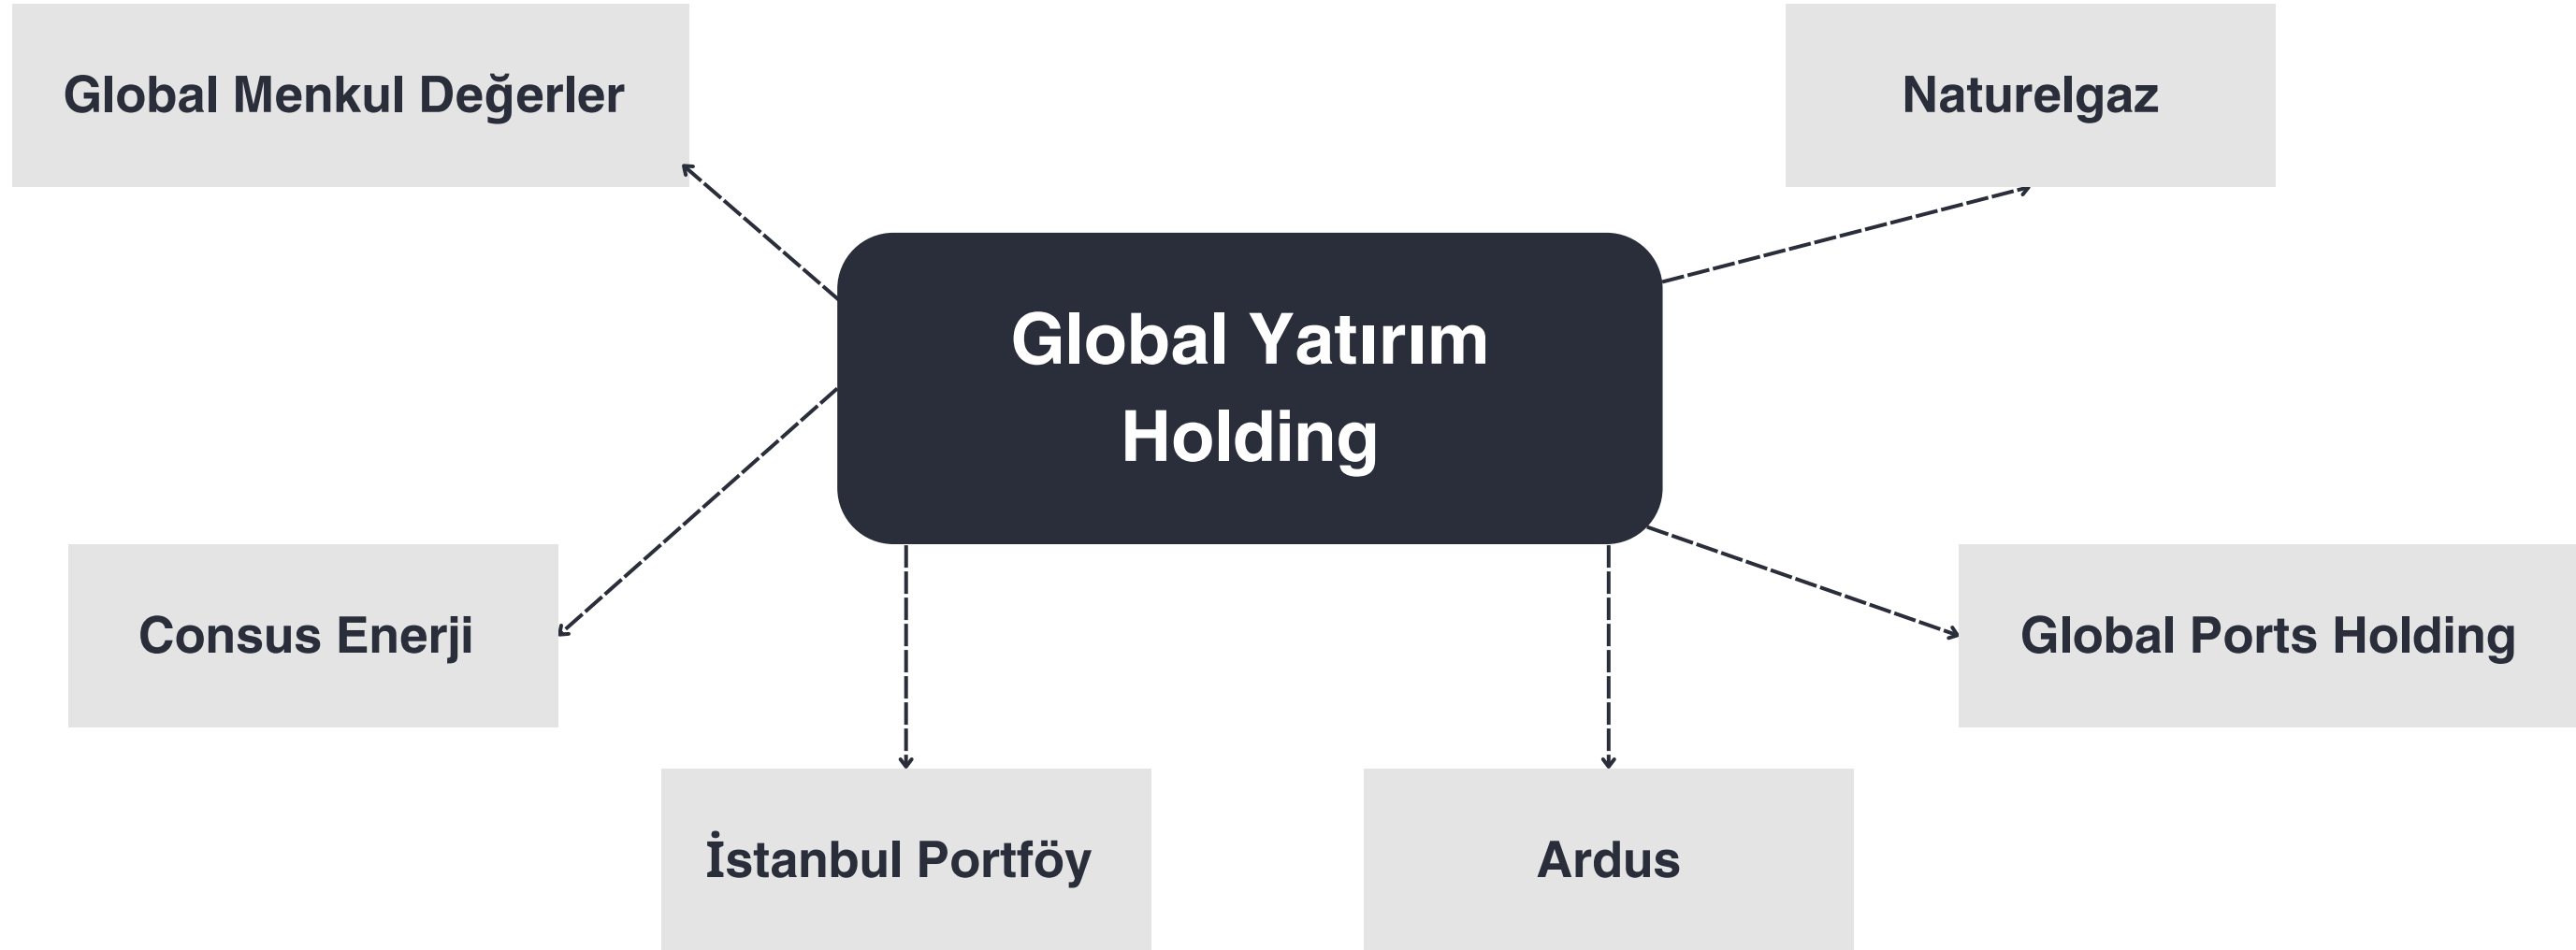 Global Menkul Değerler
Naturelgaz
Global Yatırım
Holding
Consus Enerji
Global Ports Holding
İstanbul Portföy
Ardus